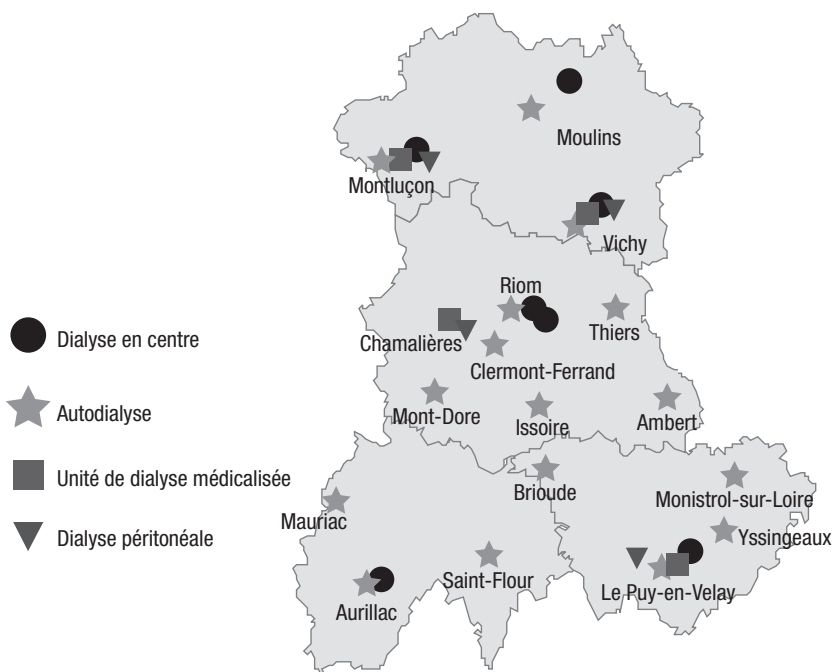 Moulins
Montluçon
Vichy
Riom
Thiers
Chamalières
Clermont-Ferrand
Mont-Dore
Issoire
Ambert
Brioude
Monistrol-sur-Loire
Mauriac
Yssingeaux
Saint-Flour
Le Puy-en-Velay
Aurillac
Dialyse en centre
Autodialyse
Unité de dialyse médicalisée
Dialyse péritonéale